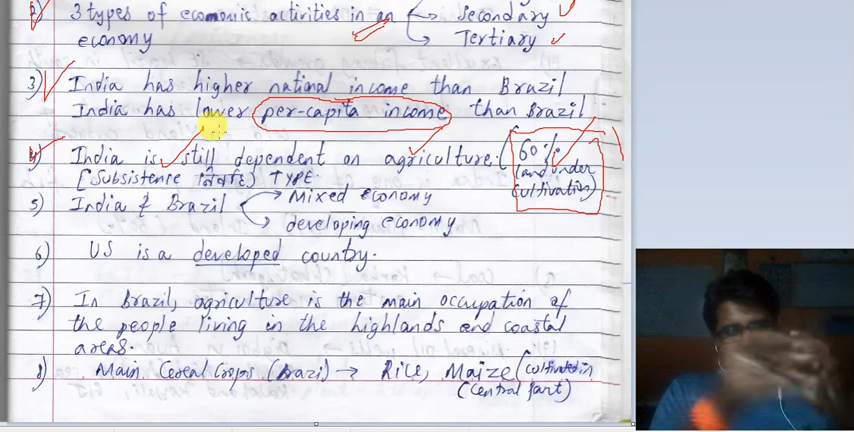 2) 3 types of economic activities in an → Secondary
economy → Tertiary
3) India has higher national income than Brazil
India has lower per-capita income than Brazil
4) India is still dependent on agriculture. (60%
land under
cultivation)
[Subsistence निर्वाह) TYPE.
5) India & Brazil → Mixed economy
→ developing economy
6) US is a developed country.
7) In Brazil, agriculture is the main occupation of
the people living in the highlands and coastal
areas.
8) Main Cereal Crops (Brazil) → Rice, Maize (cultivated in
(Central part)